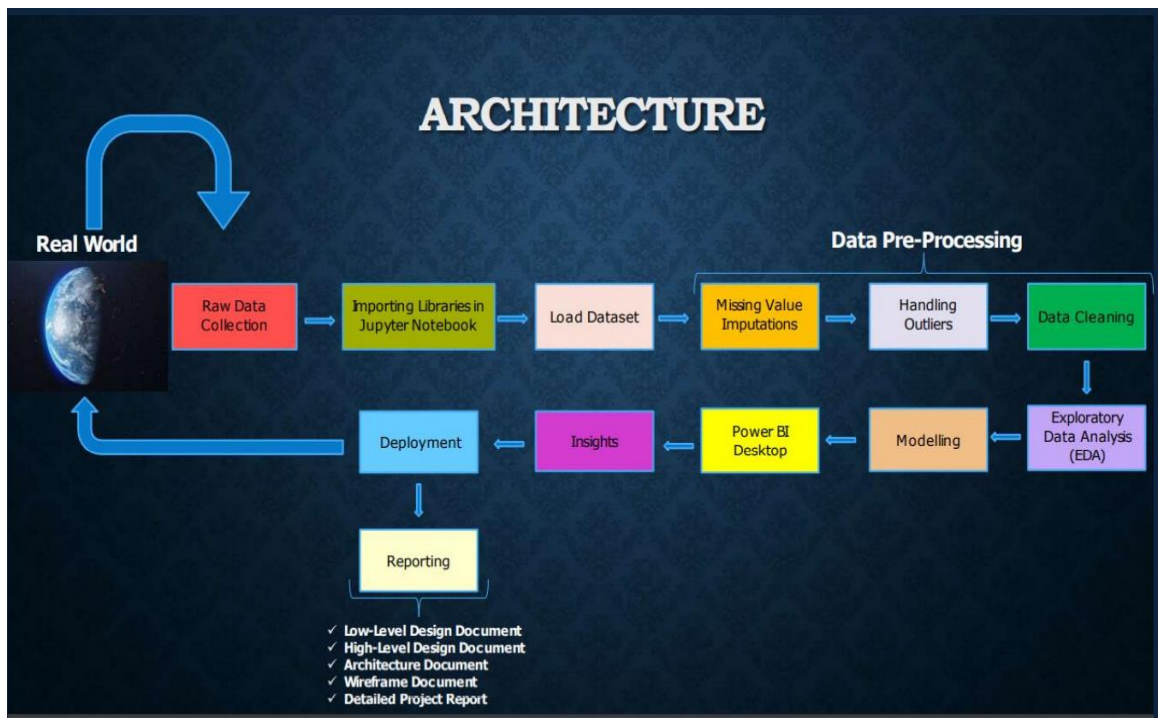 ARCHITECTURE
Real World
Data Pre-Processing
Raw Data
Collection
Importing Libraries in
Jupyter Notebook
Load Dataset
Missing Value
Imputations
Handling
Outliers
Data Cleaning
Exploratory
Data Analysis
(EDA)
Modelling
Power BI
Desktop
Insights
Deployment
Reporting
✓ Low-Level Design Document
✓ High-Level Design Document
✓ Architecture Document
✓ Wireframe Document
✓ Detailed Project Report